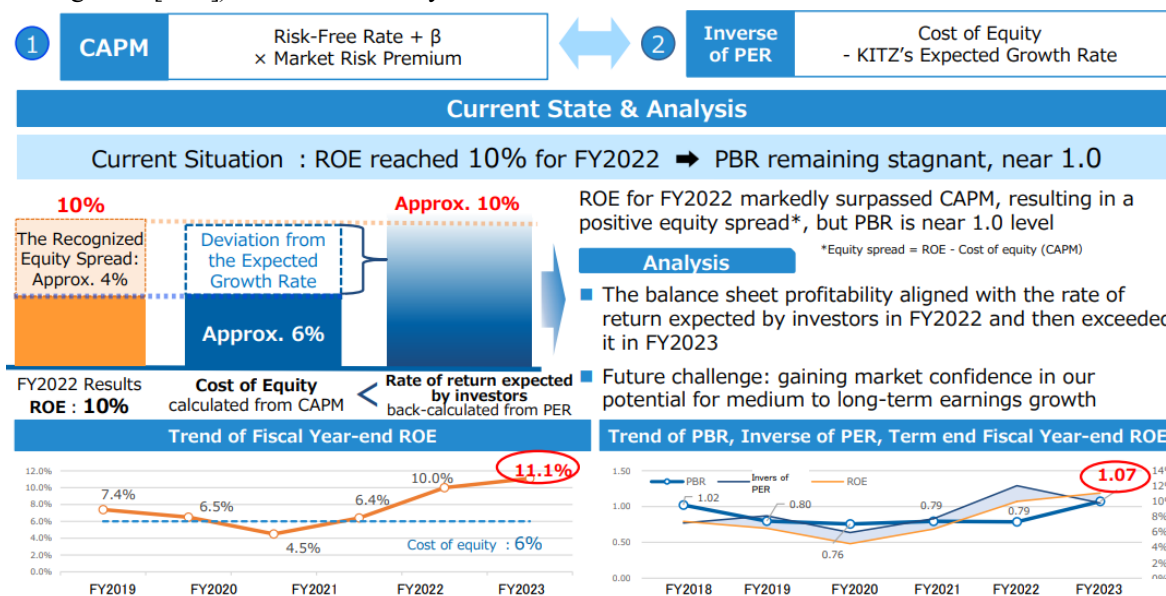 1
CAPM
Risk-Free Rate + β
× Market Risk Premium
2
Inverse
of PER
Cost of Equity
- KITZ's Expected Growth Rate
Current State & Analysis
Current Situation : ROE reached 10% for FY2022 ➡ PBR remaining stagnant, near 1.0
10%
The Recognized
Equity Spread:
Approx. 4%
Deviation from
the Expected
Growth Rate
Approx. 6%
Approx. 10%
FY2022 Results
ROE : 10%
Cost of Equity
calculated from CAPM
<
Rate of return expected
by investors
back-calculated from PER
ROE for FY2022 markedly surpassed CAPM, resulting in a
positive equity spread*, but PBR is near 1.0 level
*Equity spread = ROE - Cost of equity (CAPM)
Analysis
■ The balance sheet profitability aligned with the rate of
return expected by investors in FY2022 and then exceeded
it in FY2023
■ Future challenge: gaining market confidence in our
potential for medium to long-term earnings growth
Trend of Fiscal Year-end ROE
12.0%
10.0%
8.0%
6.0%
4.0%
2.0%
0.0%
7.4%
6.5%
4.5%
6.4%
10.0%
11.1%
Cost of equity : 6%
FY2019
FY2020
FY2021
FY2022
FY2023
Trend of PBR, Inverse of PER, Term end Fiscal Year-end ROE
1.50
1.00
0.50
0.00
PBR
Invers of
PER
ROE
1.02
0.80
0.76
0.79
0.79
1.07
14%
12%
10%
8%
6%
4%
2%
0%
FY2018
FY2019
FY2020
FY2021
FY2022
FY2023